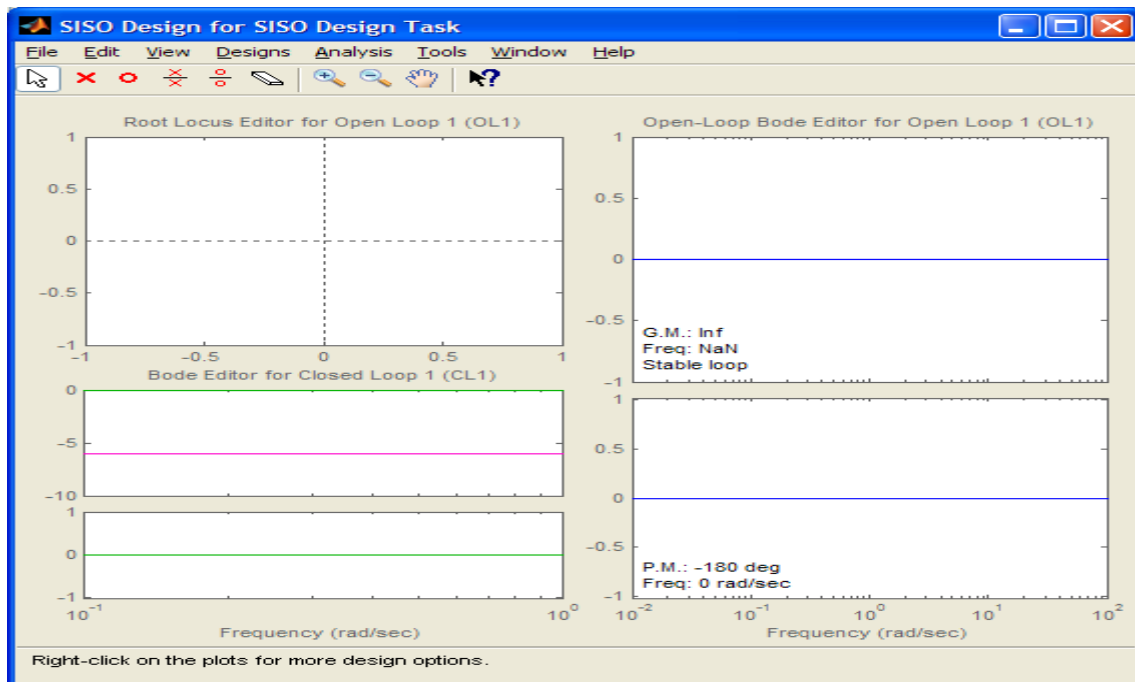 SISO Design for SISO Design Task
File Edit View Designs Analysis Tools Window Help
Root Locus Editor for Open Loop 1 (OL1)
1
0.5
0
-0.5
-1
-1 -0.5 0 0.5 1
Bode Editor for Closed Loop 1 (CL1)
0
-5
-10
1
0
-1
10^-1 10^0
Frequency (rad/sec)
Open-Loop Bode Editor for Open Loop 1 (OL1)
1
0.5
0
-0.5
G.M.: Inf
Freq: NaN
Stable loop
-1
1
0.5
0
-0.5
P.M.: -180 deg
Freq: 0 rad/sec
-1
10^-2 10^-1 10^0 10^1 10^2
Frequency (rad/sec)
Right-click on the plots for more design options.